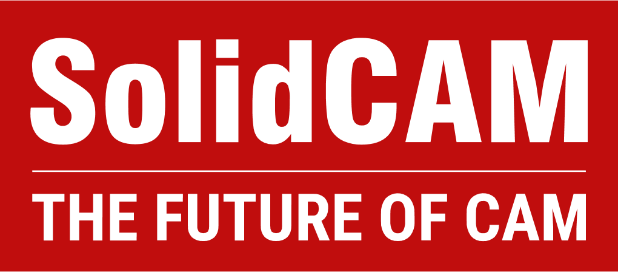 SolidCAM
THE FUTURE OF CAM